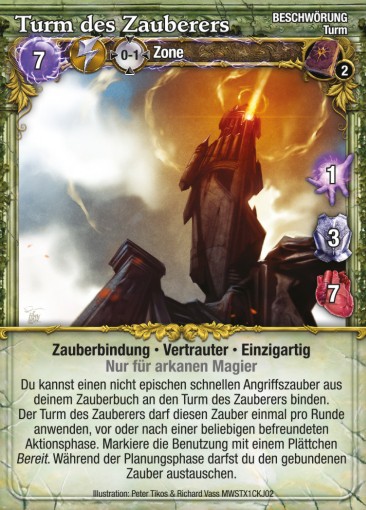 Turm des Zauberers
BESCHWÖRUNG
Turm
7
0-1
Zone
2
1
3
7
Zauberbindung • Vertrauter • Einzigartig
Nur für arkanen Magier
Du kannst einen nicht epischen schnellen Angriffszauber aus
deinem Zauberbuch an den Turm des Zauberers binden.
Der Turm des Zauberers darf diesen Zauber einmal pro Runde
anwenden, vor oder nach einer beliebigen befreundeten
Aktionsphase. Markiere die Benutzung mit einem Plättchen
Bereit. Während der Planungsphase darfst du den gebundenen
Zauber austauschen.
Illustration: Peter Tikos & Richard Vass MWSTX1CKJ02